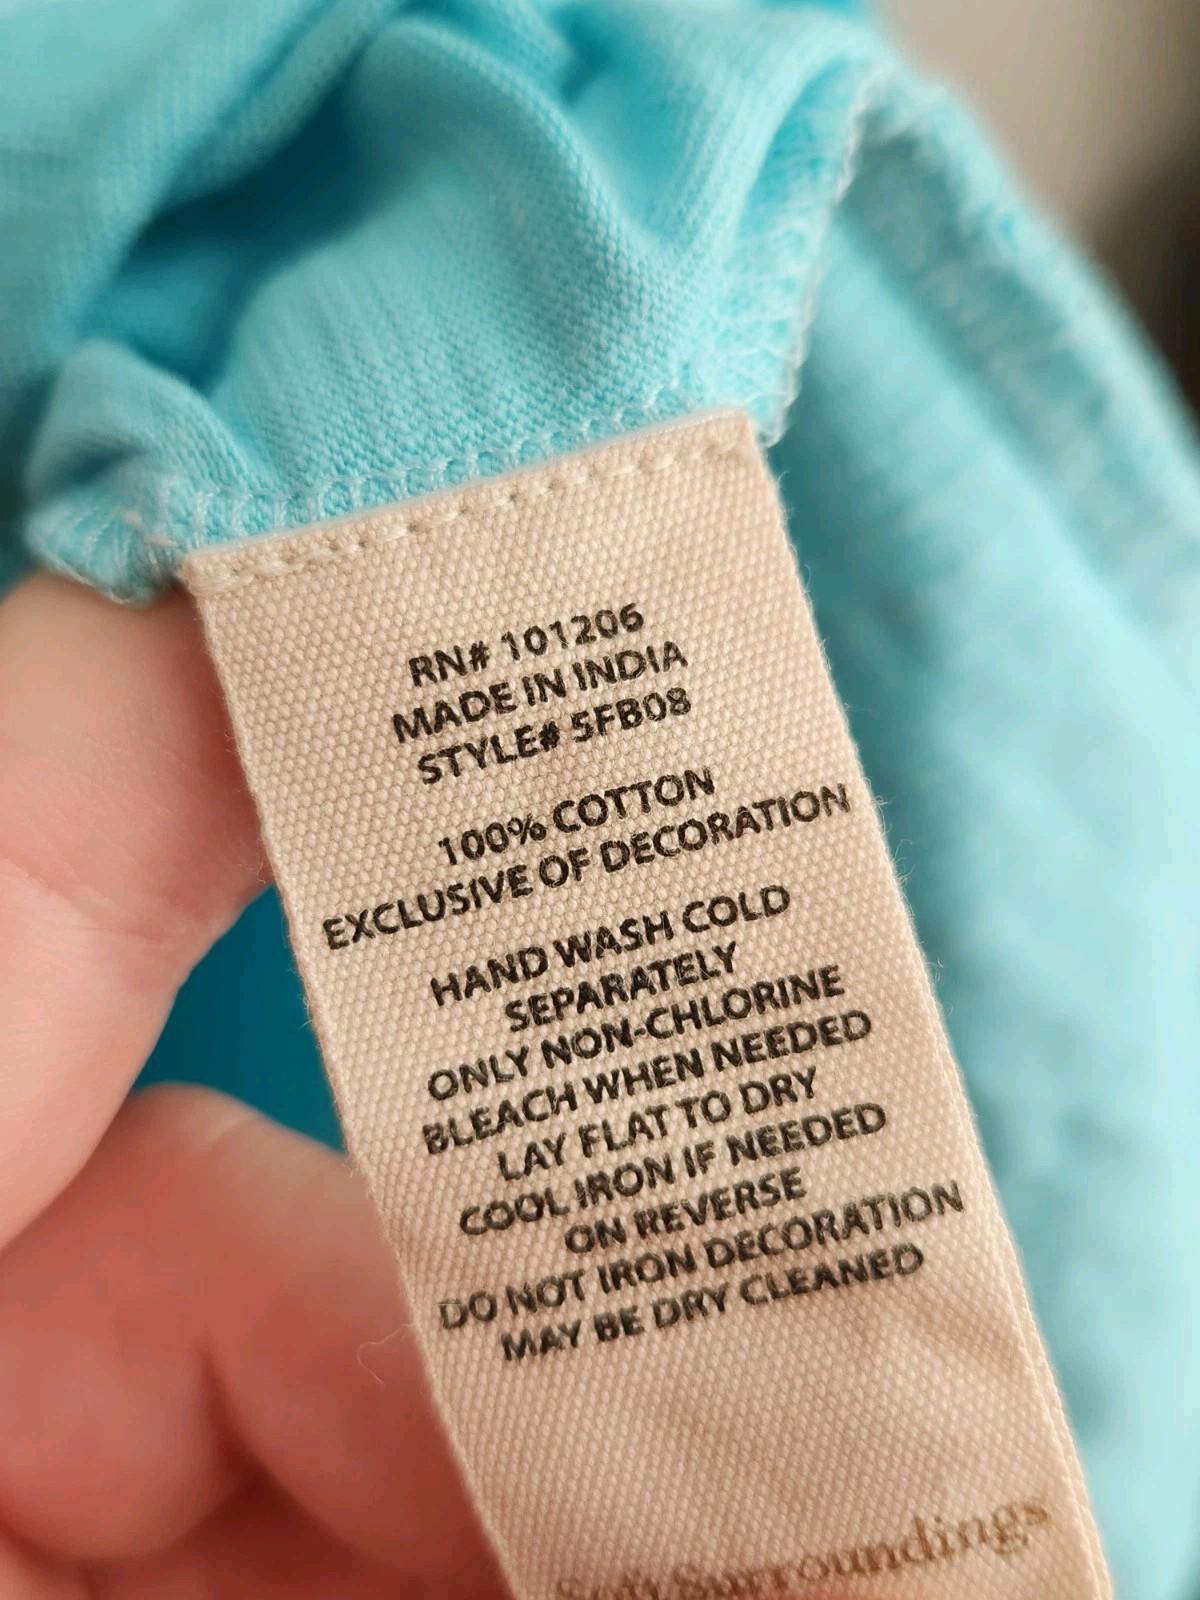 RN# 101206
MADE IN INDIA
STYLE# 5FB08
100% COTTON
EXCLUSIVE OF DECORATION
HAND WASH COLD
SEPARATELY
ONLY NON-CHLORINE
BLEACH WHEN NEEDED
LAY FLAT TO DRY
COOL IRON IF NEEDED
ON REVERSE
DO NOT IRON DECORATION
MAY BE DRY CLEANED
Soft Surroundings